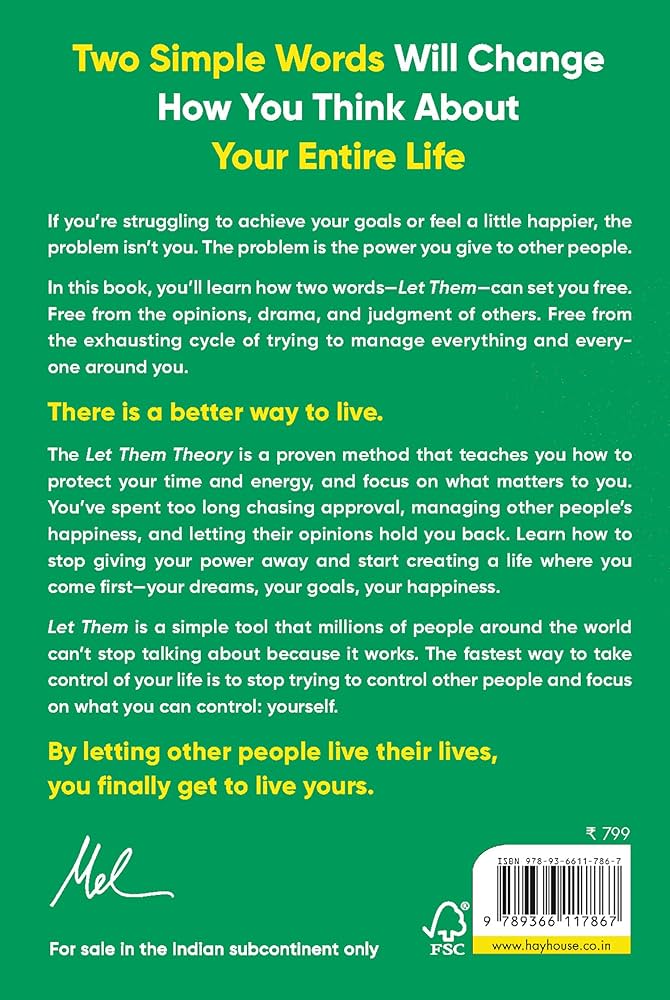 Two Simple Words Will Change
How You Think About
Your Entire Life
If you're struggling to achieve your goals or feel a little happier, the
problem isn't you. The problem is the power you give to other people.
In this book, you'll learn how two words—Let Them—can set you free.
Free from the opinions, drama, and judgment of others. Free from
the exhausting cycle of trying to manage everything and every-
one around you.
There is a better way to live.
The Let Them Theory is a proven method that teaches you how to
protect your time and energy, and focus on what matters to you.
You've spent too long chasing approval, managing other people's
happiness, and letting their opinions hold you back. Learn how to
stop giving your power away and start creating a life where you
come first—your dreams, your goals, your happiness.
Let Them is a simple tool that millions of people around the world
can't stop talking about because it works. The fastest way to take
control of your life is to stop trying to control other people and focus
on what you can control: yourself.
By letting other people live their lives,
you finally get to live yours.
Mel
For sale in the Indian subcontinent only
₹ 799
ISBN 978-93-6611-786-7
9 789366 117867
FSC®
www.hayhouse.co.in